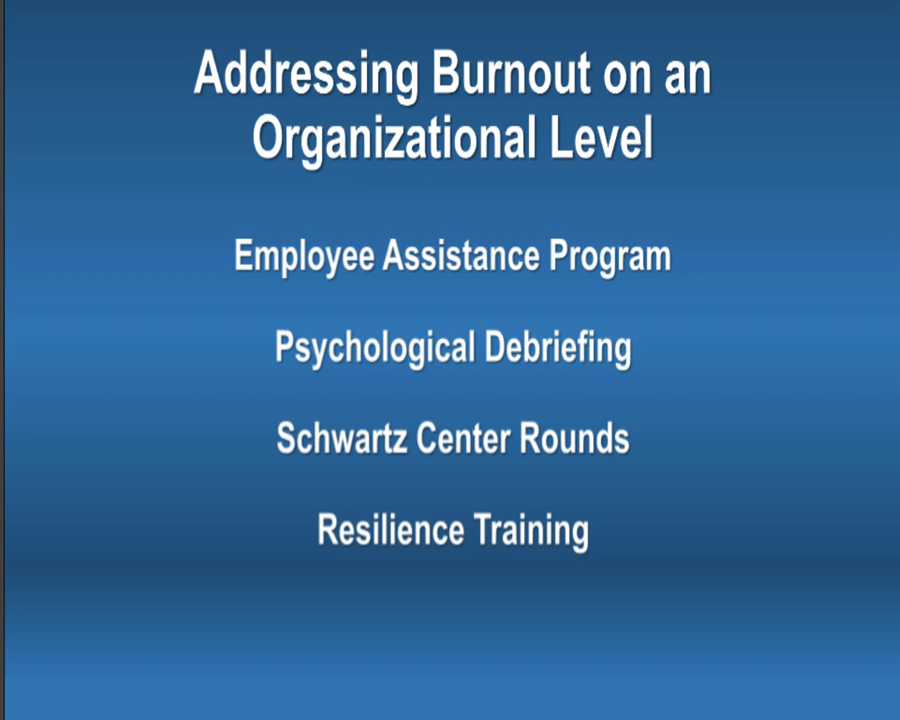 Addressing Burnout on an
Organizational Level
Employee Assistance Program
Psychological Debriefing
Schwartz Center Rounds
Resilience Training